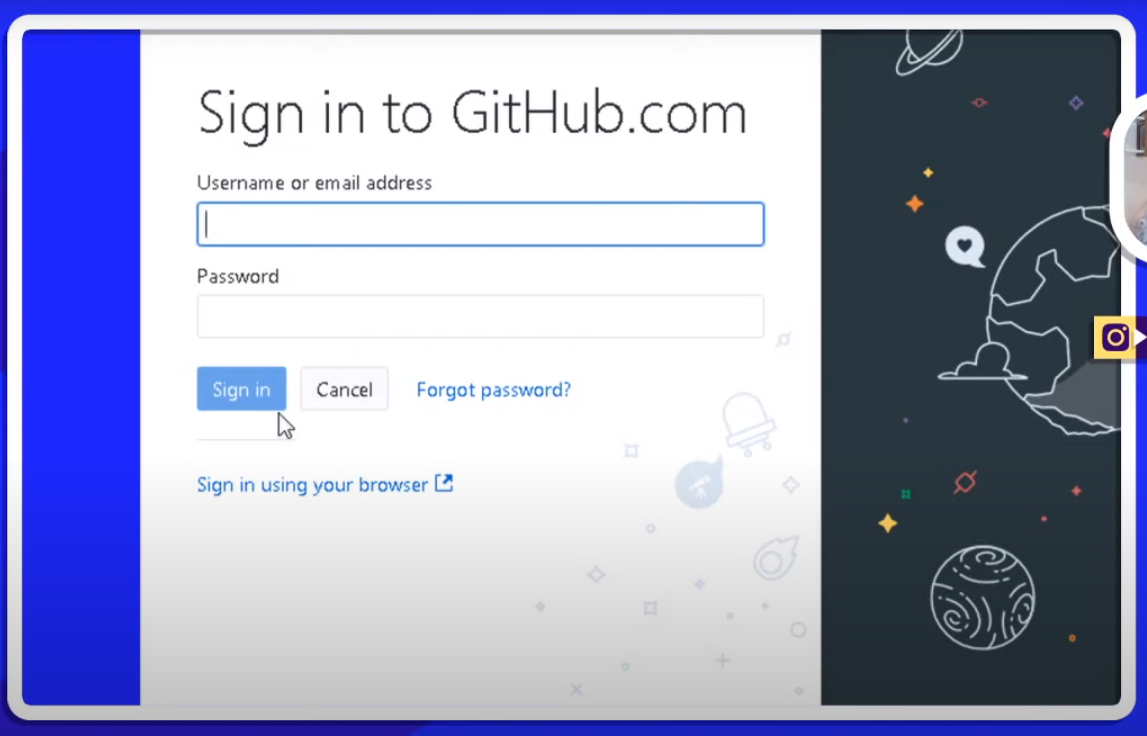 Sign in to GitHub.com
Username or email address
Password
Sign in Cancel Forgot password?
Sign in using your browser